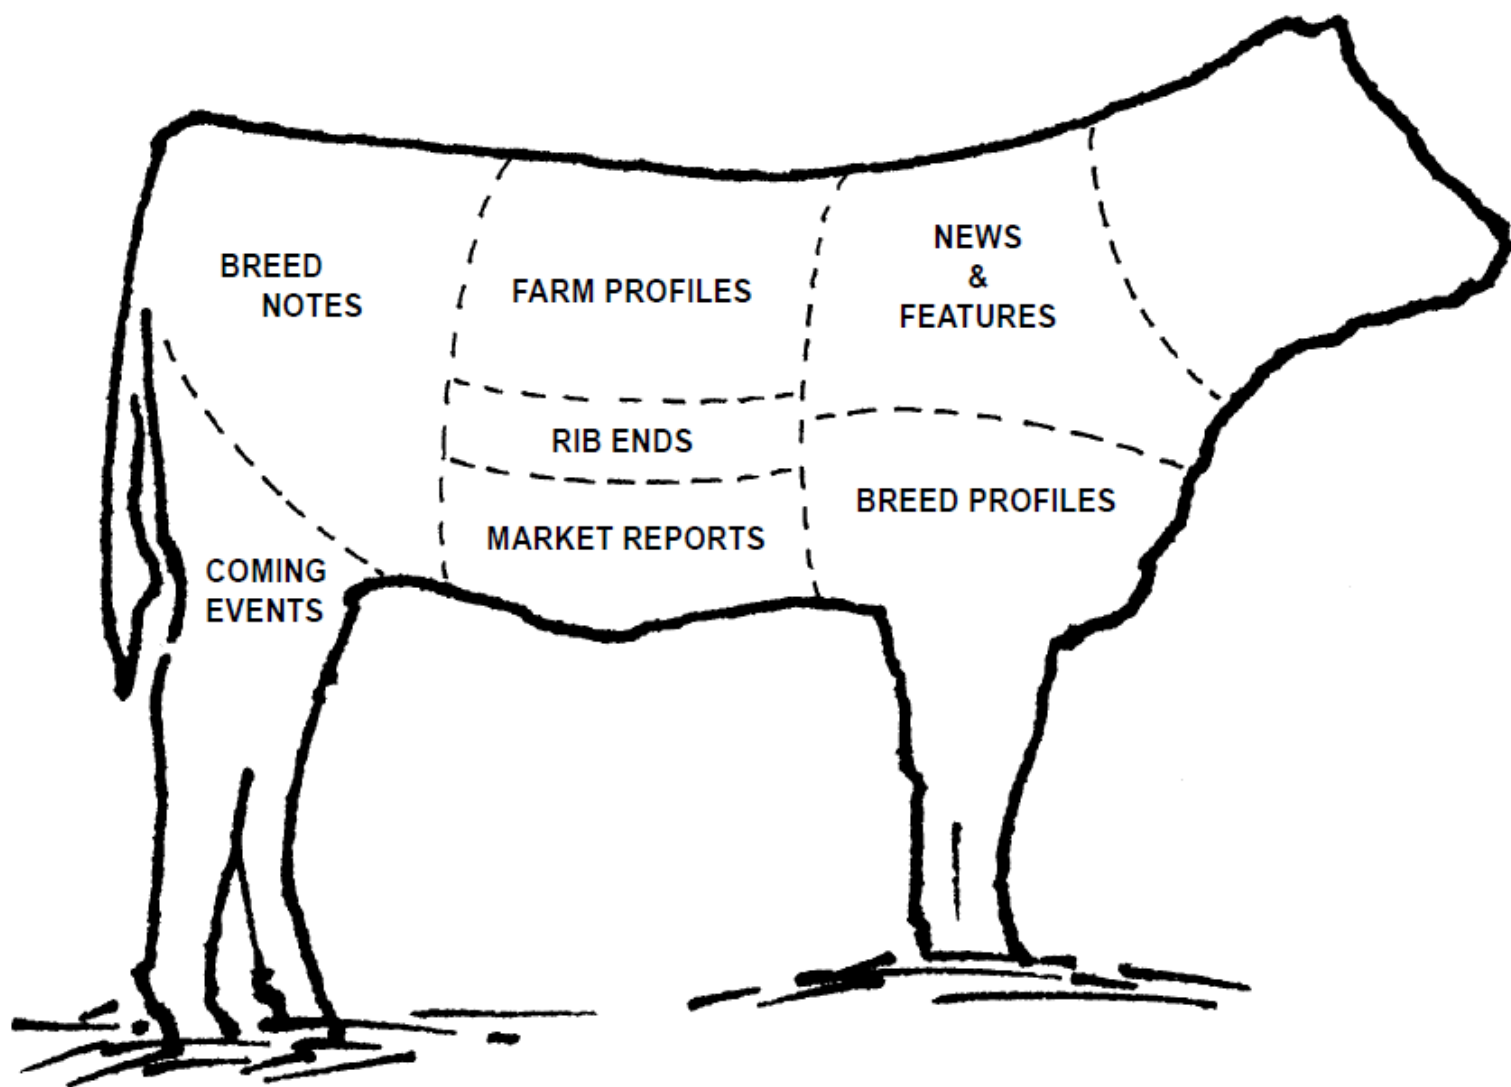 BREED
NOTES
FARM PROFILES
NEWS
&
FEATURES
RIB ENDS
MARKET REPORTS
BREED PROFILES
COMING
EVENTS